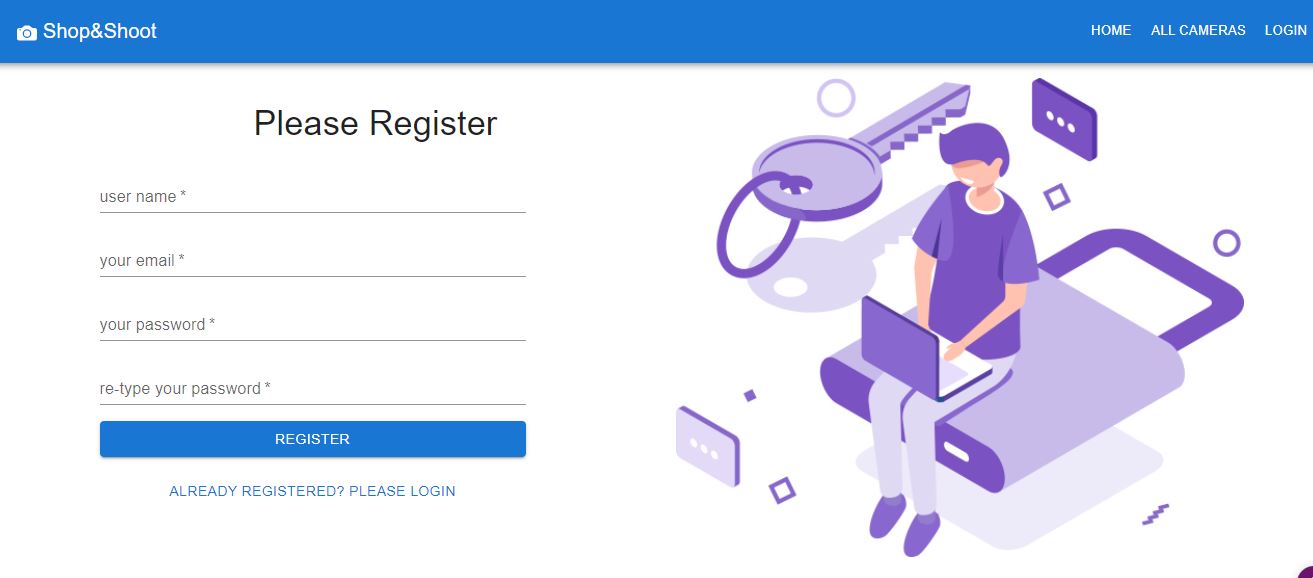 Shop&Shoot
HOME ALL CAMERAS LOGIN
Please Register
user name *
your email *
your password *
re-type your password *
REGISTER
ALREADY REGISTERED? PLEASE LOGIN